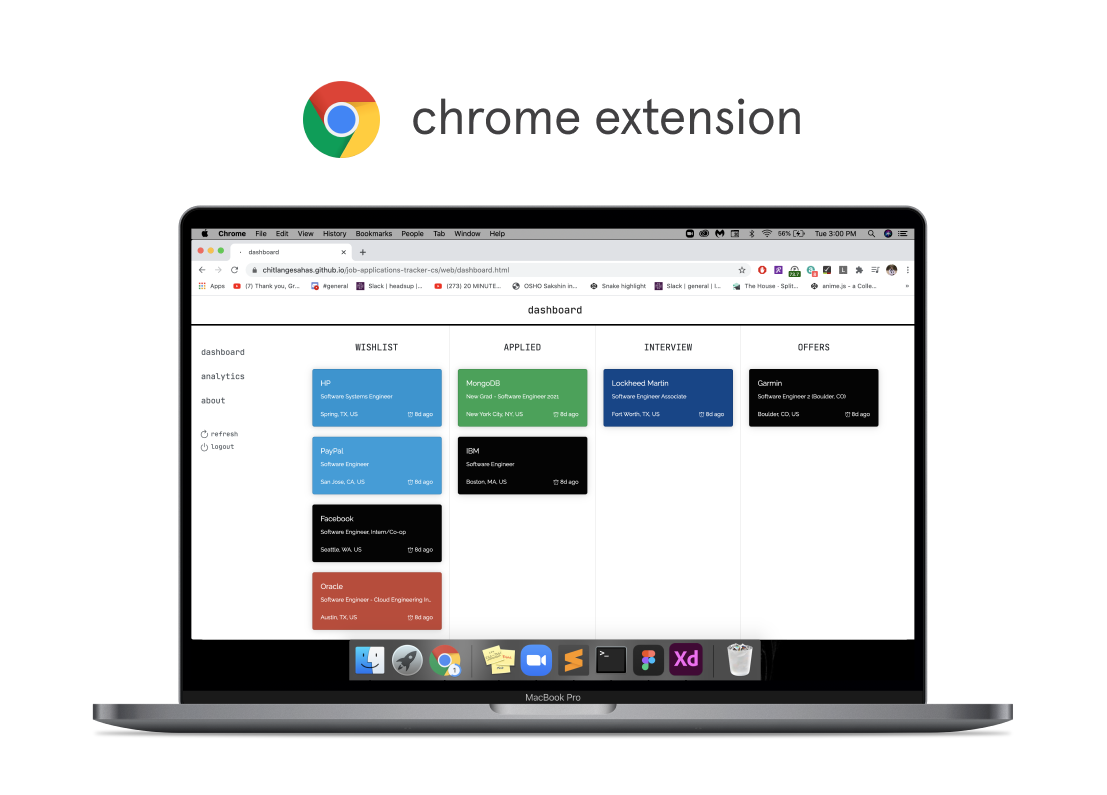 chrome extension
Chrome File Edit View History Bookmarks People Tab Window Help 56% Tue 3:00 PM
dashboard
chitlangesahas.github.io/job-applications-tracker-cs/web/dashboard.html
Apps (7) Thank you, Gr... #general Slack | headsup |... (273) 20 MINUTE... OSHO Sakshin in... Snake highlight Slack | general | l... The House · Split... anime.js - a Colle... »
dashboard
dashboard
analytics
about
refresh
logout
WISHLIST
HP
Software Systems Engineer
Spring, TX, US 8d ago
PayPal
Software Engineer
San Jose, CA, US 8d ago
Facebook
Software Engineer, Intern/Co-op
Seattle, WA, US 8d ago
Oracle
Software Engineer - Cloud Engineering In...
Austin, TX, US 8d ago
APPLIED
MongoDB
New Grad - Software Engineer 2021
New York City, NY, US 8d ago
IBM
Software Engineer
Boston, MA, US 8d ago
INTERVIEW
Lockheed Martin
Software Engineer Associate
Fort Worth, TX, US 8d ago
OFFERS
Garmin
Software Engineer 2 (Boulder, CO)
Boulder, CO, US 8d ago
1
>_
Xd
MacBook Pro